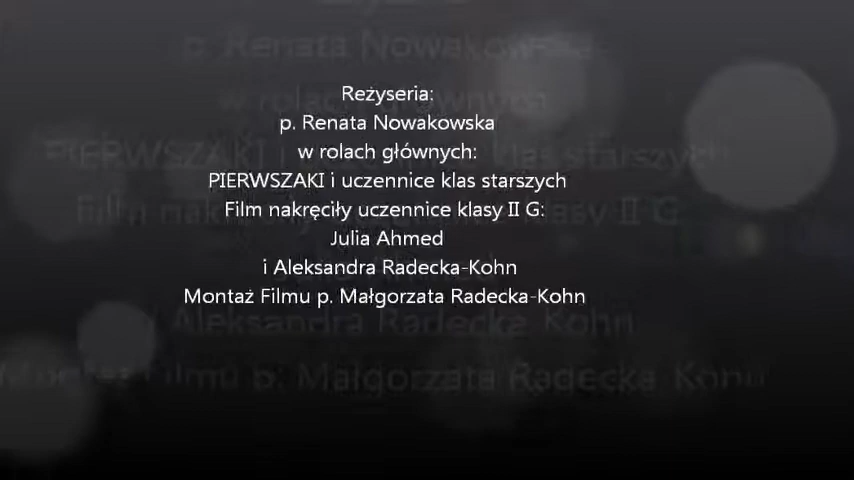 Reżyseria:
p. Renata Nowakowska
w rolach głównych:
PIERWSZAKI i uczennice klas starszych
Film nakręciły uczennice klasy II G:
Julia Ahmed
i Aleksandra Radecka-Kohn
Montaż Filmu p. Małgorzata Radecka-Kohn